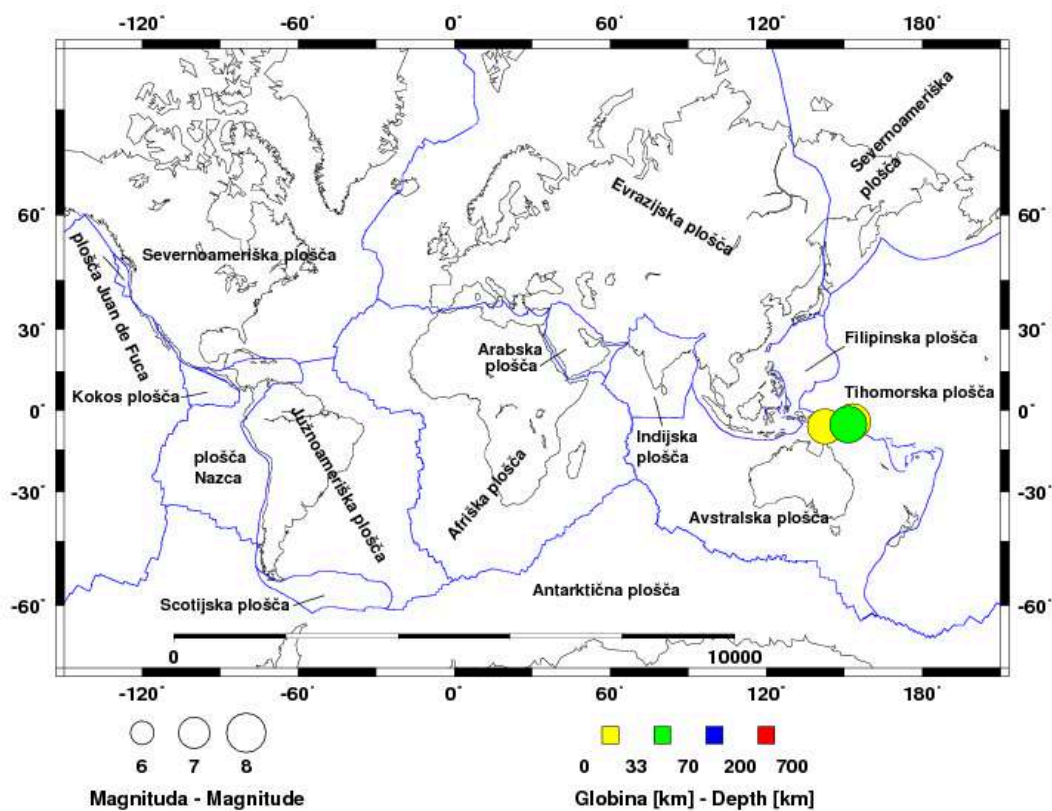 -120° -60° 0° 60° 120° 180°
Severnoameriška
plošča
Evrazijska plošča
60° 60°
Severnoameriška plošča
plošča Juan de Fuca
30° 30°
Filipinska plošča
Arabska
plošča
Kokos plošča
Tihomorska plošča
0° 0°
Južnoameriška plošča
Indijska
plošča
plošča
Nazca
Afriška plošča
-30° -30°
Avstralska plošča
Antarktična plošča
Scotijska plošča
-60° -60°
0 10000
-120° -60° 0° 60° 120° 180°
6 7 8
0 33 70 200 700
Magnituda - Magnitude
Globina [km] - Depth [km]